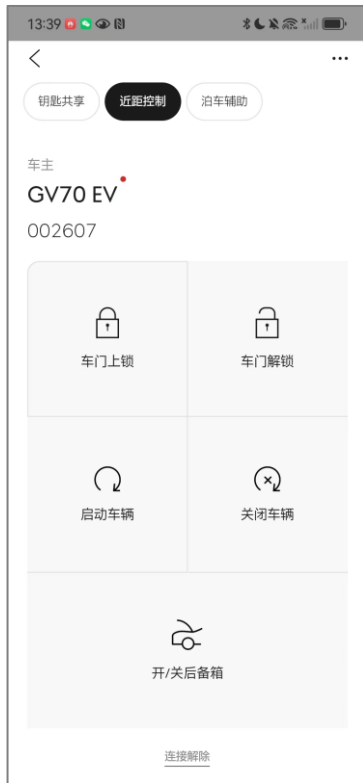 13:39
钥匙共享 近距控制 泊车辅助
车主
GV70 EV
002607
车门上锁 车门解锁
启动车辆 关闭车辆
开/关后备箱
连接解除